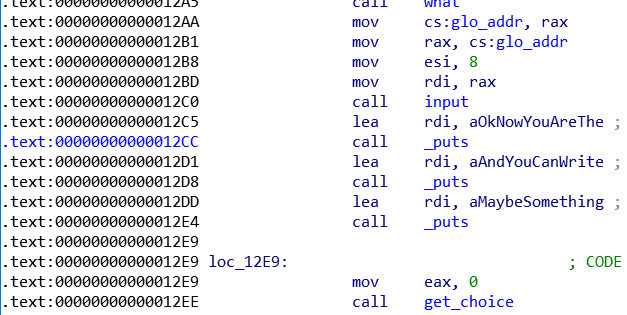 .text:00000000000012A5 call what
.text:00000000000012AA mov cs:glo_addr, rax
.text:00000000000012B1 mov rax, cs:glo_addr
.text:00000000000012B8 mov esi, 8
.text:00000000000012BD mov rdi, rax
.text:00000000000012C0 call input
.text:00000000000012C5 lea rdi, aOkNowYouAreThe ;
.text:00000000000012CC call _puts
.text:00000000000012D1 lea rdi, aAndYouCanWrite ;
.text:00000000000012D8 call _puts
.text:00000000000012DD lea rdi, aMaybeSomething ;
.text:00000000000012E4 call _puts
.text:00000000000012E9
.text:00000000000012E9 loc_12E9: ; CODE
.text:00000000000012E9 mov eax, 0
.text:00000000000012EE call get_choice